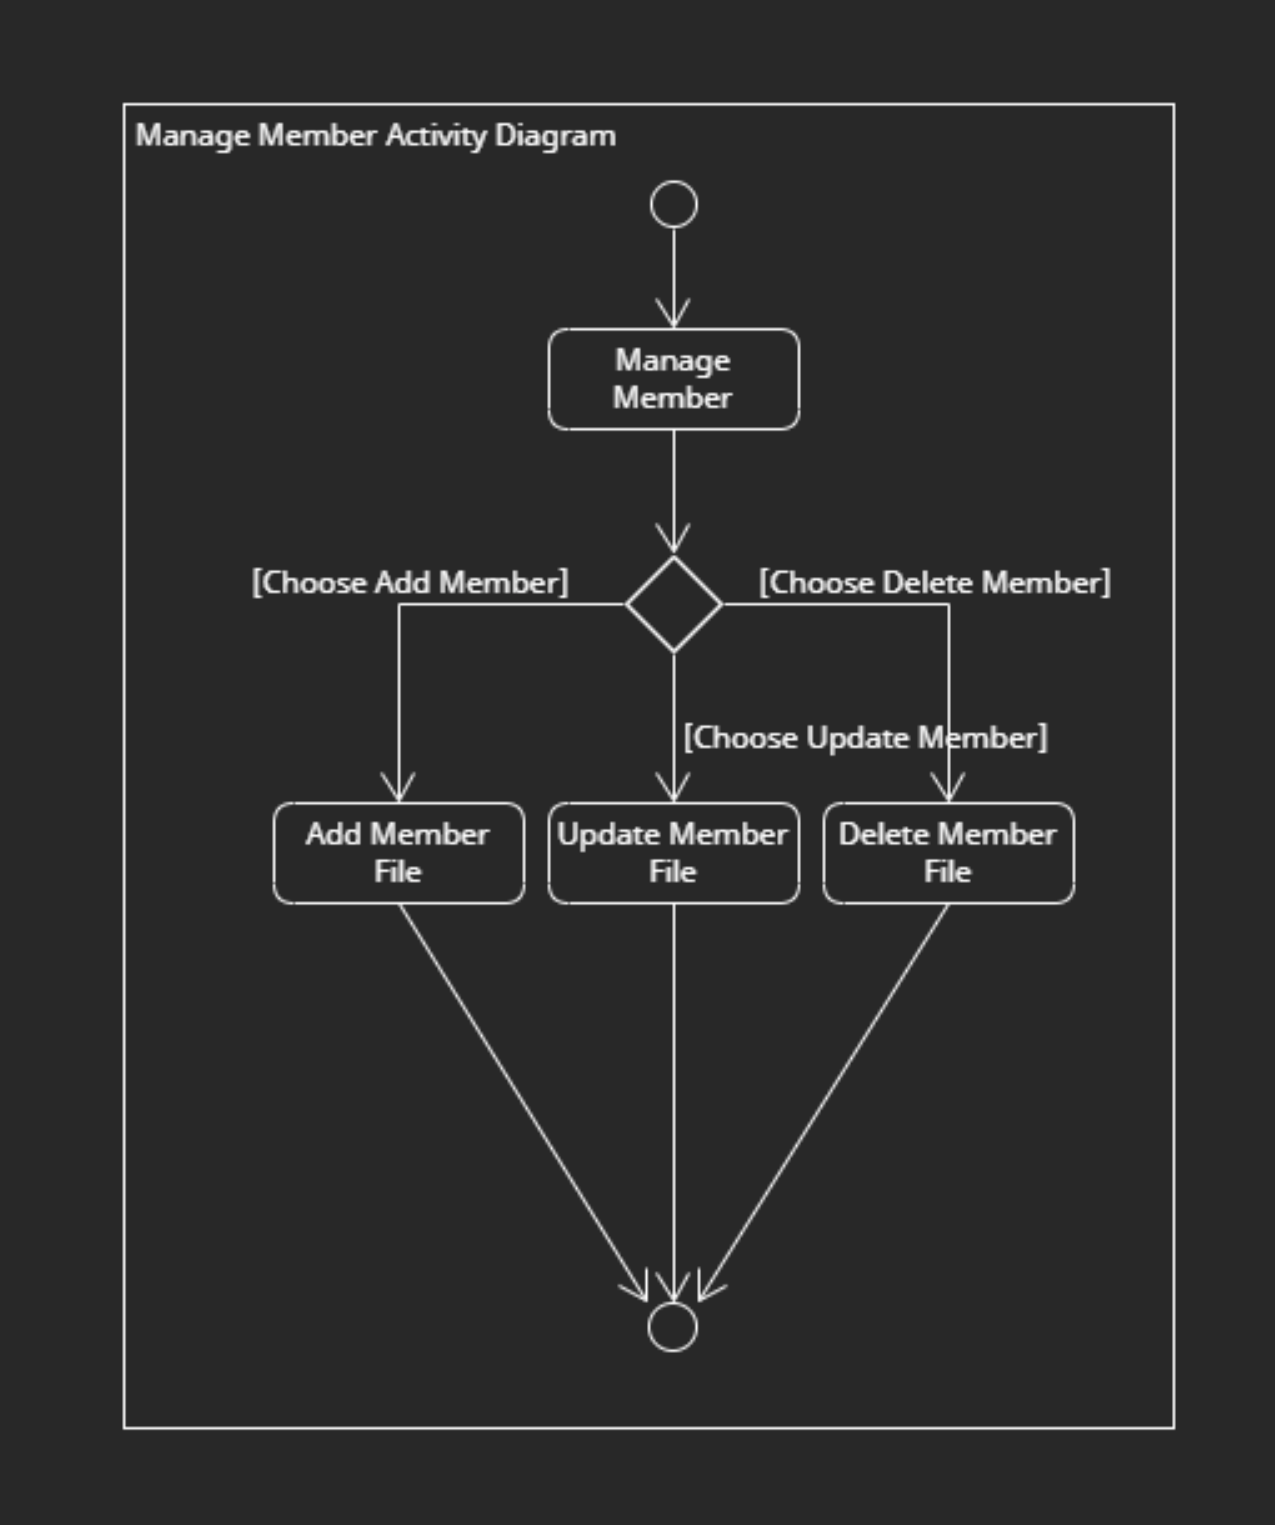 Manage Member Activity Diagram
Manage
Member
[Choose Add Member]
[Choose Delete Member]
[Choose Update Member]
Add Member
File
Update Member
File
Delete Member
File